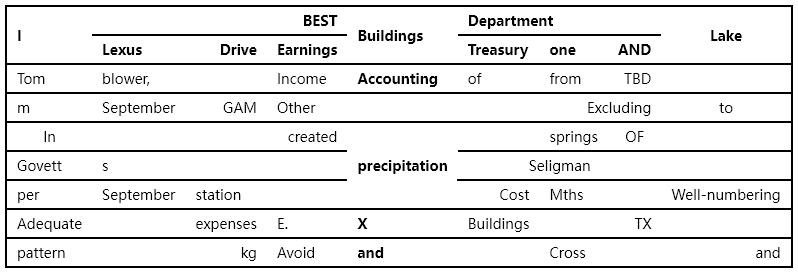 I BEST Buildings Department Lake
Lexus Drive Earnings Treasury one AND
Tom blower, Income Accounting of from TBD
m September GAM Other Excluding to
In created springs OF
Govett s precipitation Seligman
per September station Cost Mths Well-numbering
Adequate expenses E. X Buildings TX
pattern kg Avoid and Cross and